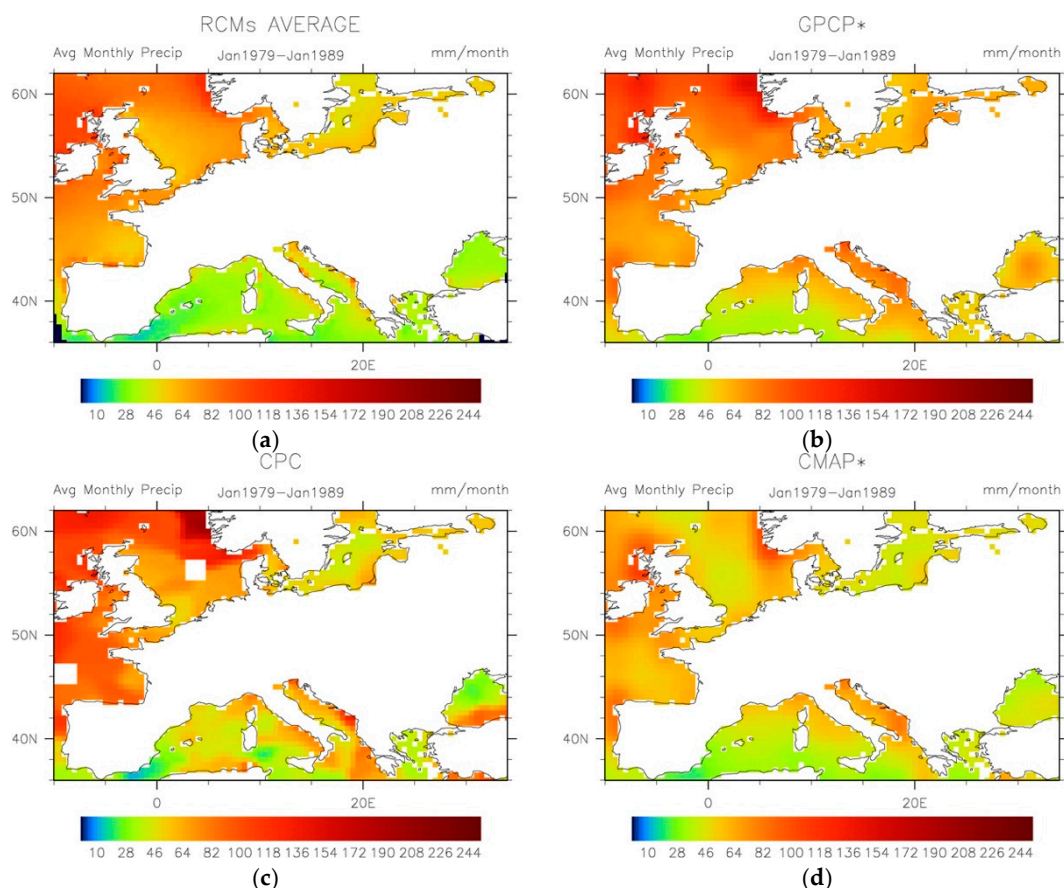 RCMs AVERAGE
Avg Monthly Precip Jan1979−Jan1989 mm/month
60N
50N
40N
0 20E
10 28 46 64 82 100 118 136 154 172 190 208 226 244
(a)
GPCP*
Avg Monthly Precip Jan1979−Jan1989 mm/month
60N
50N
40N
0 20E
10 28 46 64 82 100 118 136 154 172 190 208 226 244
(b)
CPC
Avg Monthly Precip Jan1979−Jan1989 mm/month
60N
50N
40N
0 20E
10 28 46 64 82 100 118 136 154 172 190 208 226 244
(c)
CMAP*
Avg Monthly Precip Jan1979−Jan1989 mm/month
60N
50N
40N
0 20E
10 28 46 64 82 100 118 136 154 172 190 208 226 244
(d)